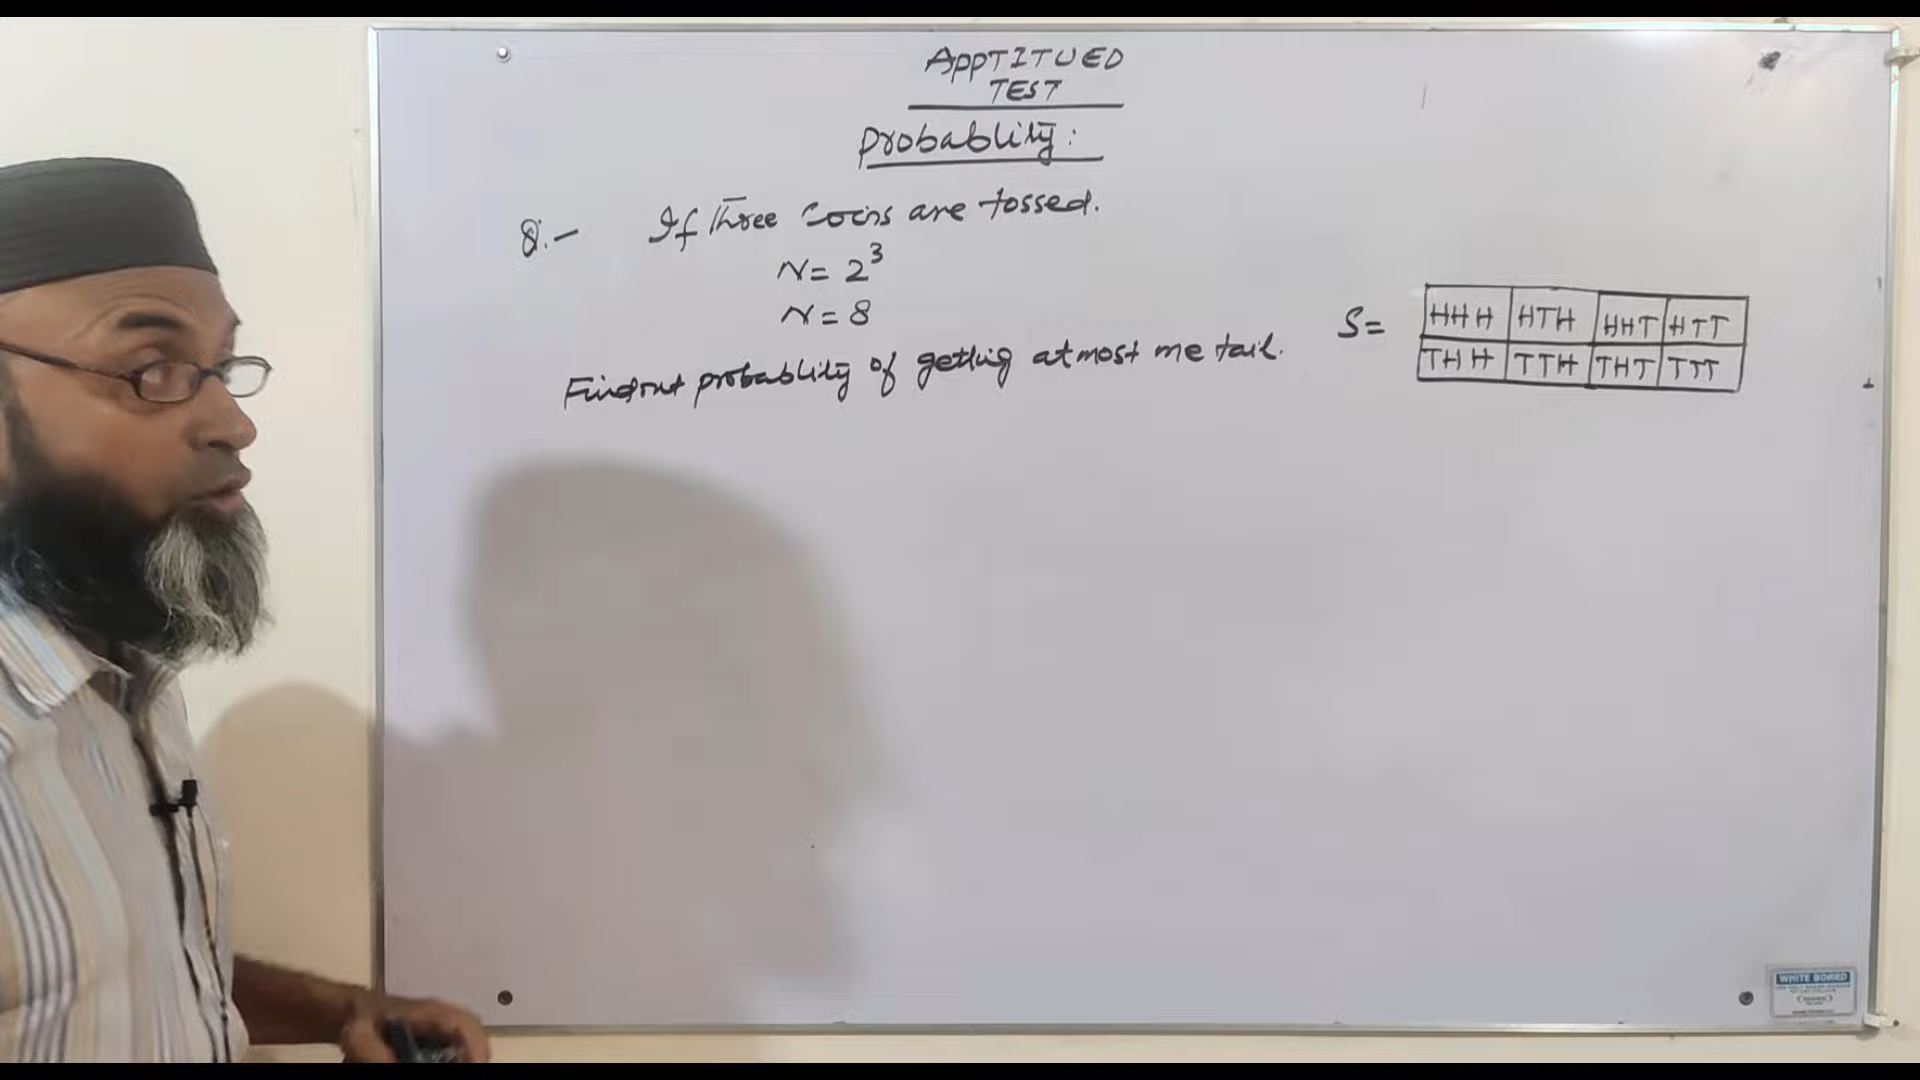 APPTITUED
TEST
Probablity:
Q.- If Three Coins are tossed.
N = 2³
N = 8
Findout probablity of getting atmost one tail.
S=
HHH HTH HHT HTT
THH TTH THT TTT
WHITE BOARD